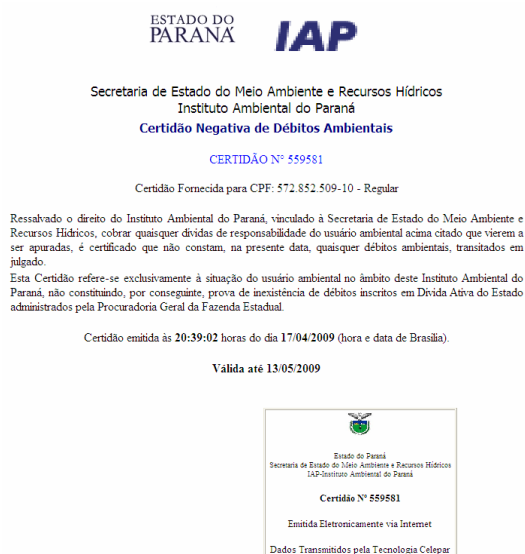 ESTADO DO
PARANÁ
IAP
Secretaria de Estado do Meio Ambiente e Recursos Hídricos
Instituto Ambiental do Paraná
Certidão Negativa de Débitos Ambientais
CERTIDÃO Nº 559581
Certidão Fornecida para CPF: 572.852.509-10 - Regular
Ressalvado o direito do Instituto Ambiental do Paraná, vinculado à Secretaria de Estado do Meio Ambiente e
Recursos Hídricos, cobrar quaisquer dívidas de responsabilidade do usuário ambiental acima citado que vierem a
ser apuradas, é certificado que não constam, na presente data, quaisquer débitos ambientais, transitados em
julgado.
Esta Certidão refere-se exclusivamente à situação do usuário ambiental no âmbito deste Instituto Ambiental do
Paraná, não constituindo, por conseguinte, prova de inexistência de débitos inscritos em Dívida Ativa do Estado
administrados pela Procuradoria Geral da Fazenda Estadual.
Certidão emitida às 20:39:02 horas do dia 17/04/2009 (hora e data de Brasília).
Válida até 13/05/2009
Estado do Paraná
Secretaria de Estado do Meio Ambiente e Recursos Hídricos
IAP-Instituto Ambiental do Paraná
Certidão Nº 559581
Emitida Eletronicamente via Internet
Dados Transmitidos pela Tecnologia Celepar